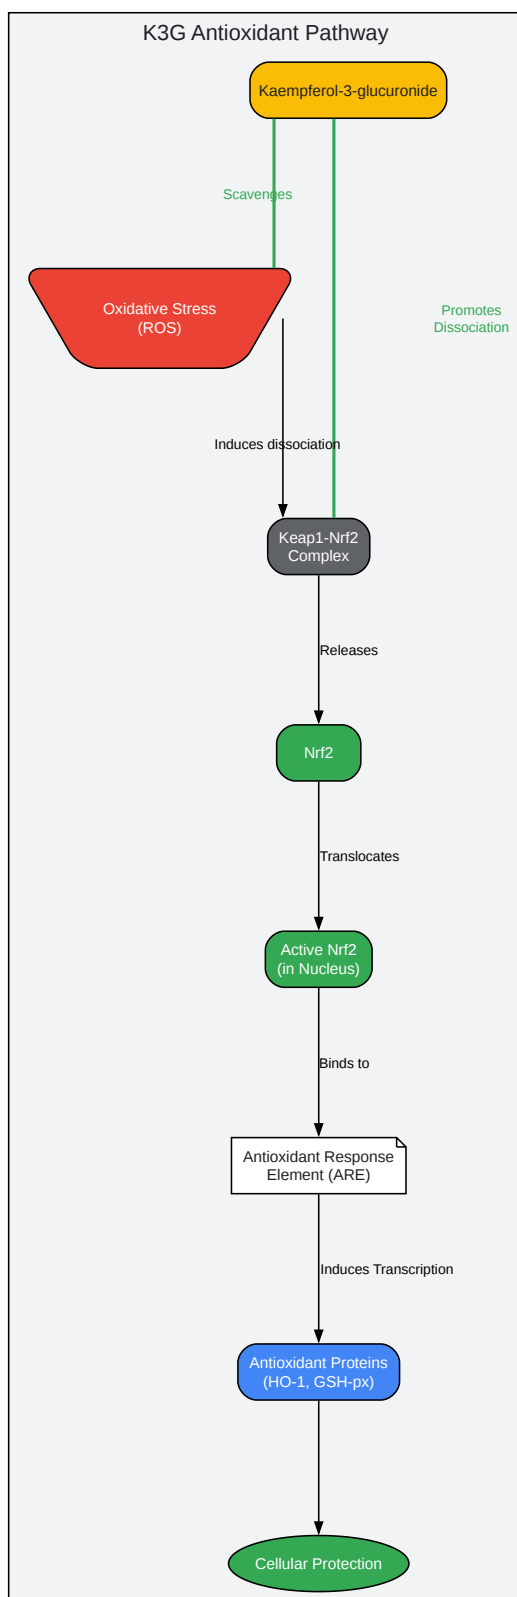 K3G Antioxidant Pathway
Kaempferol-3-glucuronide
Scavenges
Oxidative Stress
(ROS)
Promotes
Dissociation
Induces dissociation
Keap1-Nrf2
Complex
Releases
Nrf2
Translocates
Active Nrf2
(in Nucleus)
Binds to
Antioxidant Response
Element (ARE)
Induces Transcription
Antioxidant Proteins
(HO-1, GSH-px)
Cellular Protection